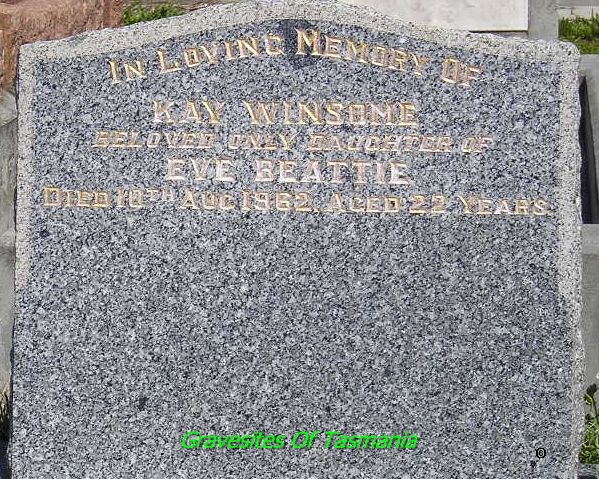 In Loving Memory Of
KAY WINSOME
BELOVED ONLY DAUGHTER OF
EVE BEATTIE
DIED 10TH AUG 1962, AGED 22 YEARS.
Gravesites Of Tasmania